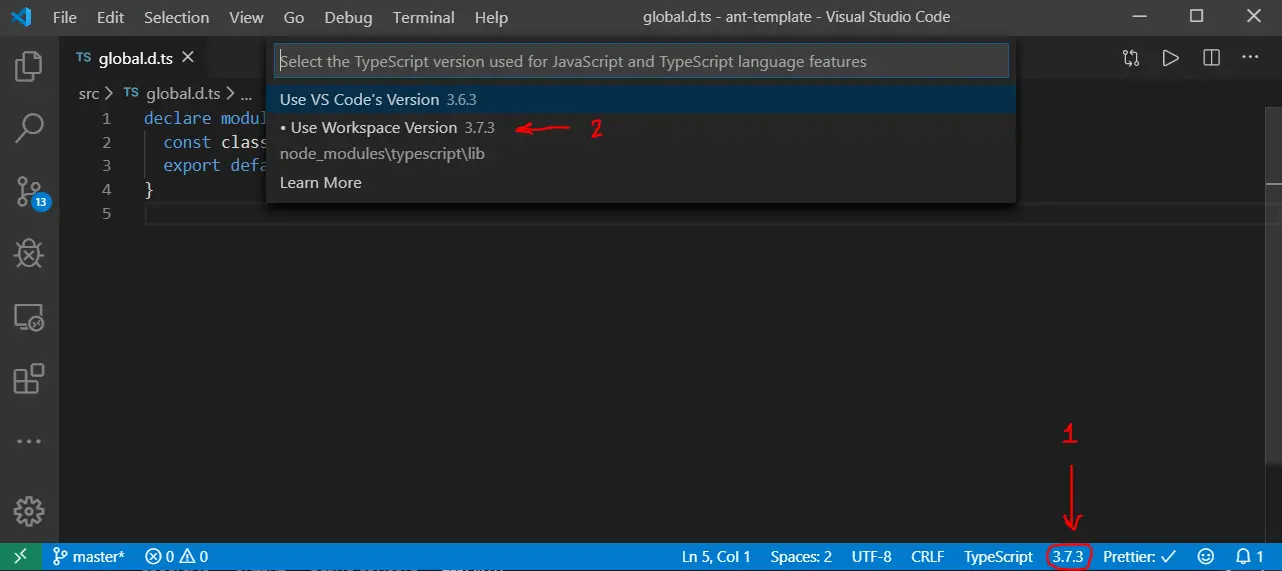 File Edit Selection View Go Debug Terminal Help global.d.ts - ant-template - Visual Studio Code
TS global.d.ts
Select the TypeScript version used for JavaScript and TypeScript language features
src > TS global.d.ts > ...
Use VS Code's Version 3.6.3
1 declare modul
• Use Workspace Version 3.7.3
2
2 const class
node_modules\typescript\lib
3 export defa
Learn More
4 }
13
5
1
master* 0 0 Ln 5, Col 1 Spaces: 2 UTF-8 CRLF TypeScript 3.7.3 Prettier: ✓ 1